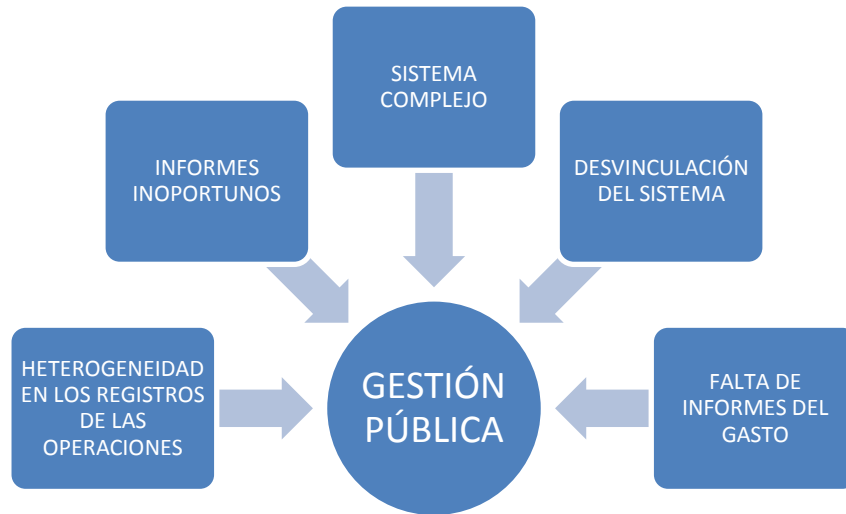 SISTEMA
COMPLEJO
INFORMES
INOPORTUNOS
DESVINCULACIÓN
DEL SISTEMA
HETEROGENEIDAD
EN LOS REGISTROS
DE LAS
OPERACIONES
GESTIÓN
PÚBLICA
FALTA DE
INFORMES DEL
GASTO